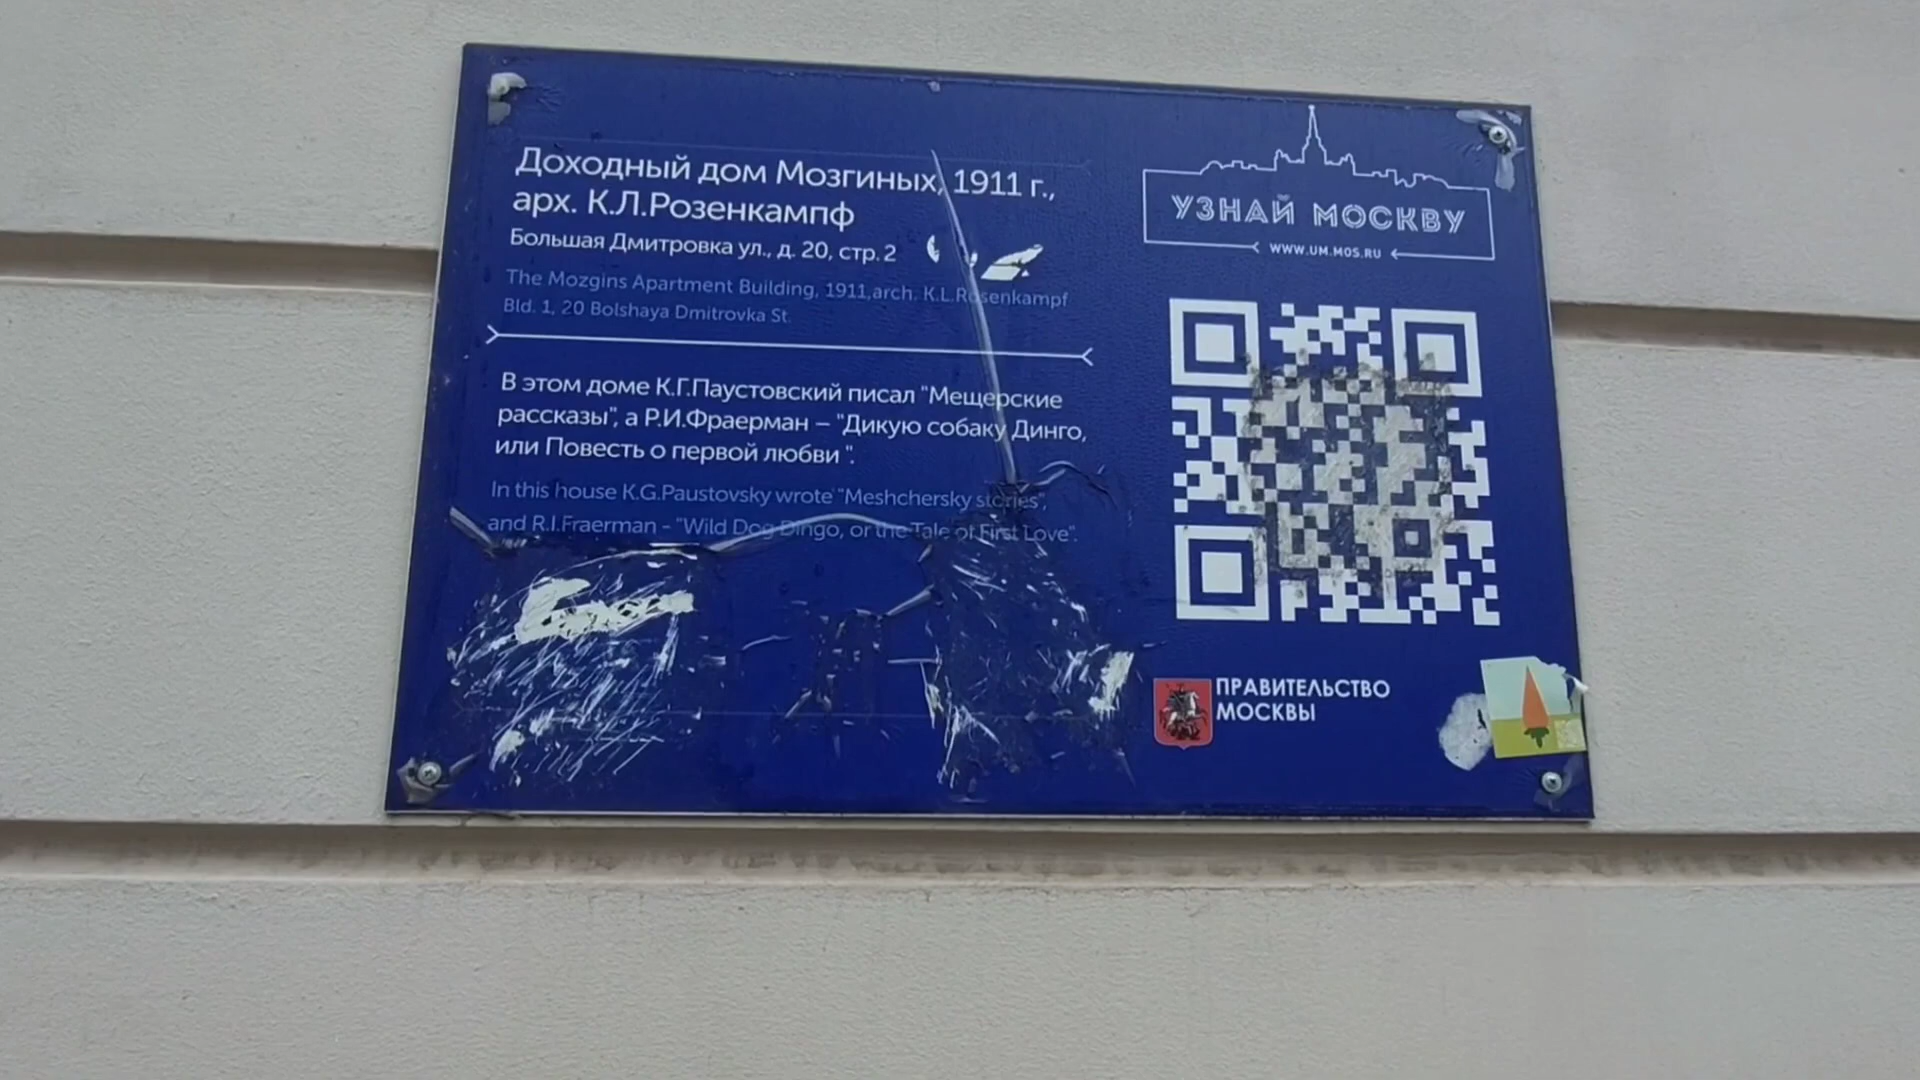 Доходный дом Мозгиных, 1911 г.,
арх. К.Л.Розенкампф
Большая Дмитровка ул., д. 20, стр. 2
The Mozgins Apartment Building, 1911,arch. K.L.Rosenkampf
Bld. 1, 20 Bolshaya Dmitrovka St.
В этом доме К.Г.Паустовский писал "Мещерские
рассказы", а Р.И.Фраерман – "Дикую собаку Динго,
или Повесть о первой любви ".
In this house K.G.Paustovsky wrote "Meshchersky stories",
and R.I.Fraerman - "Wild Dog Dingo, or the Tale of First Love".
УЗНАЙ МОСКВУ
WWW.UM.MOS.RU
ПРАВИТЕЛЬСТВО
МОСКВЫ